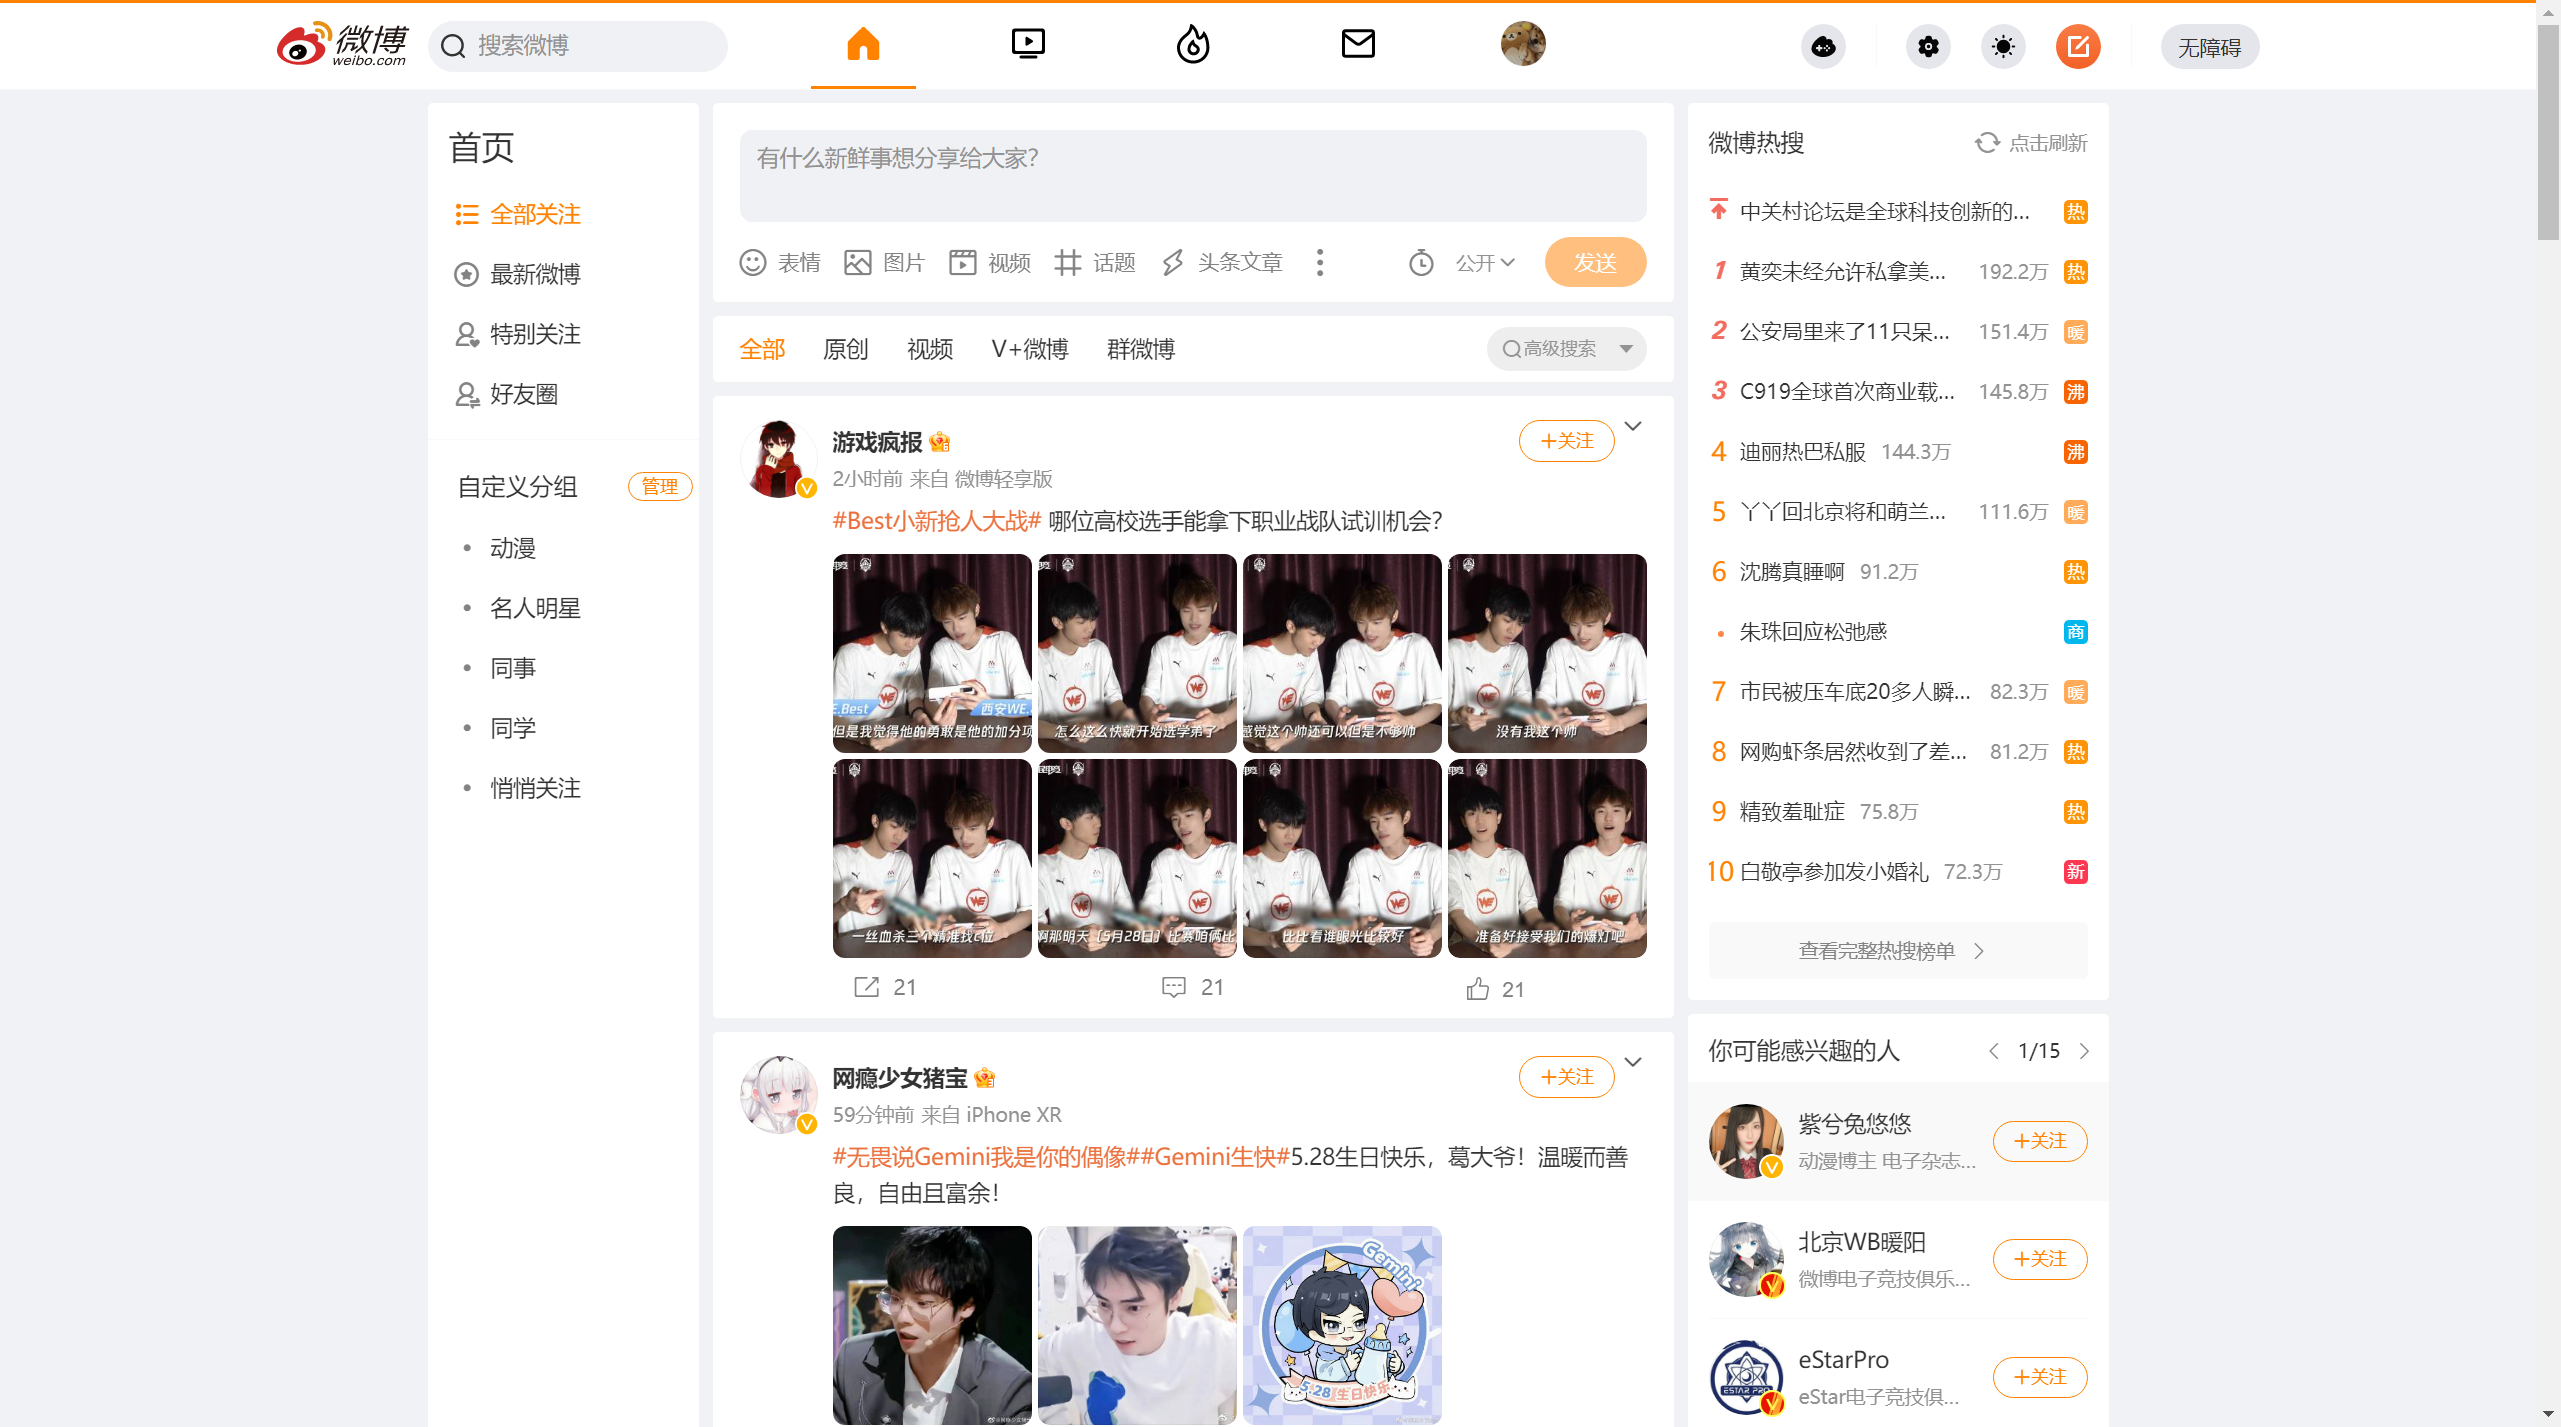 微博
weibo.com
搜索微博
无障碍
首页
全部关注
最新微博
特别关注
好友圈
自定义分组
管理
动漫
名人明星
同事
同学
悄悄关注
有什么新鲜事想分享给大家?
表情
图片
视频
话题
头条文章
公开
发送
全部
原创
视频
V+微博
群微博
高级搜索
游戏疯报
+关注
2小时前 来自 微博轻享版
#Best小新抢人大战# 哪位高校选手能拿下职业战队试训机会?
E.Best
西安WE.
但是我觉得他的勇敢是他的加分项
怎么这么快就开始选学弟了
感觉这个帅还可以但是不够帅
没有我这个帅
一丝血杀三个精准找c位
啊那明天（5月28日）比赛咱俩比
比比看谁眼光比较好
准备好接受我们的爆灯吧
21
21
21
网瘾少女猪宝
+关注
59分钟前 来自 iPhone XR
#无畏说Gemini我是你的偶像##Gemini生快#5.28生日快乐，葛大爷！温暖而善
良，自由且富余！
Gemini
5.28 生日快乐
微博热搜
点击刷新
中关村论坛是全球科技创新的... 热
1 黄奕未经允许私拿美... 192.2万 热
2 公安局里来了11只呆... 151.4万 暖
3 C919全球首次商业载... 145.8万 沸
4 迪丽热巴私服 144.3万 沸
5 丫丫回北京将和萌兰... 111.6万 暖
6 沈腾真睡啊 91.2万 热
朱珠回应松弛感 商
7 市民被压车底20多人瞬... 82.3万 暖
8 网购虾条居然收到了差... 81.2万 热
9 精致羞耻症 75.8万 热
10 白敬亭参加发小婚礼 72.3万 新
查看完整热搜榜单
你可能感兴趣的人
1/15
紫兮兔悠悠
动漫博主 电子杂志...
+关注
北京WB暖阳
微博电子竞技俱乐...
+关注
ESTAR PRO
eStarPro
eStar电子竞技俱...
+关注